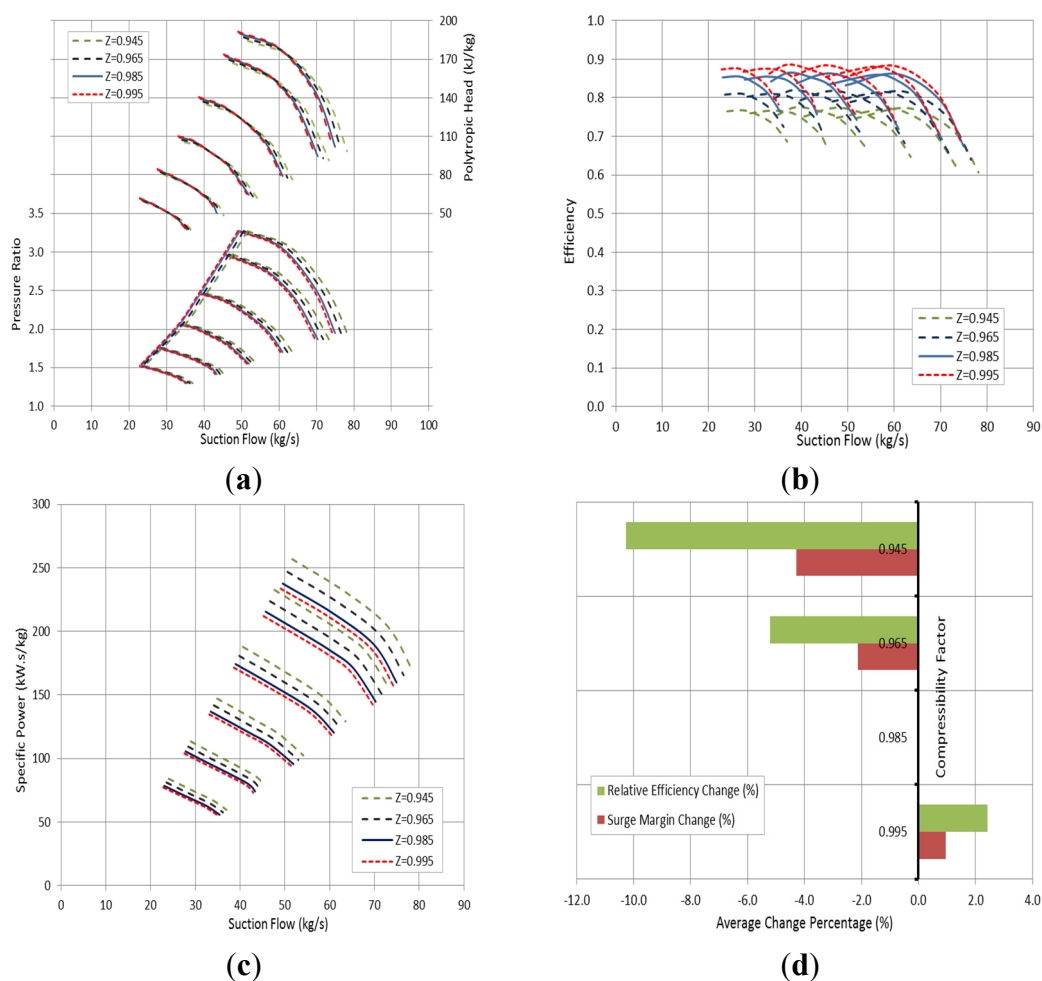 Z=0.945
Z=0.965
Z=0.985
Z=0.995
Pressure Ratio
3.5
3.0
2.5
2.0
1.5
1.0
Polytropic Head (kJ/kg)
200
170
140
110
80
50
0 10 20 30 40 50 60 70 80 90 100
Suction Flow (kg/s)
(a)
Efficiency
1.0
0.9
0.8
0.7
0.6
0.5
0.4
0.3
0.2
0.1
0.0
Z=0.945
Z=0.965
Z=0.985
Z=0.995
0 10 20 30 40 50 60 70 80 90
Suction Flow (kg/s)
(b)
Specific Power (kW.s/kg)
300
250
200
150
100
50
0
Z=0.945
Z=0.965
Z=0.985
Z=0.995
0 10 20 30 40 50 60 70 80 90
Suction Flow (kg/s)
(c)
0.945
0.965
0.985
0.995
Compressibility Factor
Relative Efficiency Change (%)
Surge Margin Change (%)
-12.0 -10.0 -8.0 -6.0 -4.0 -2.0 0.0 2.0 4.0
Average Change Percentage (%)
(d)